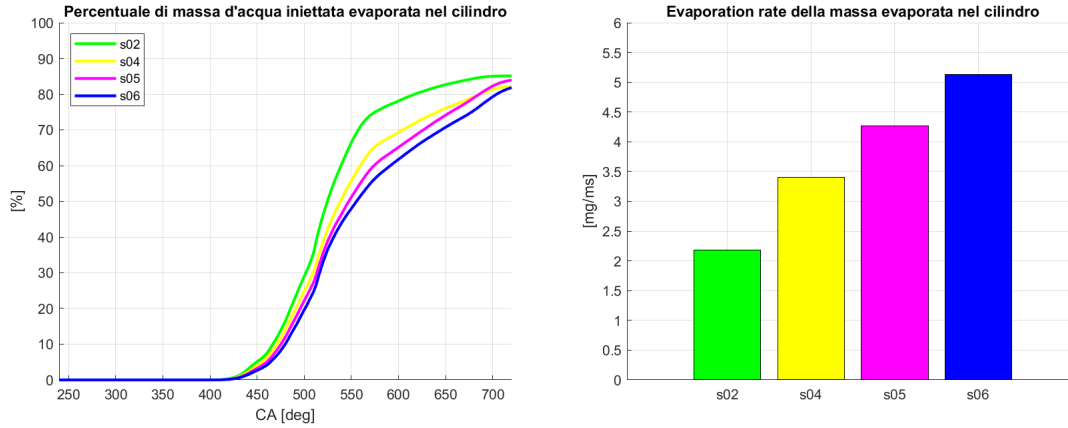 Percentuale di massa d'acqua iniettata evaporata nel cilindro
100
90
80
70
60
50
40
30
20
10
0
[%]
s02
s04
s05
s06
250 300 350 400 450 500 550 600 650 700
CA [deg]
Evaporation rate della massa evaporata nel cilindro
6
5.5
5
4.5
4
3.5
3
2.5
2
1.5
1
0.5
0
[mg/ms]
s02 s04 s05 s06